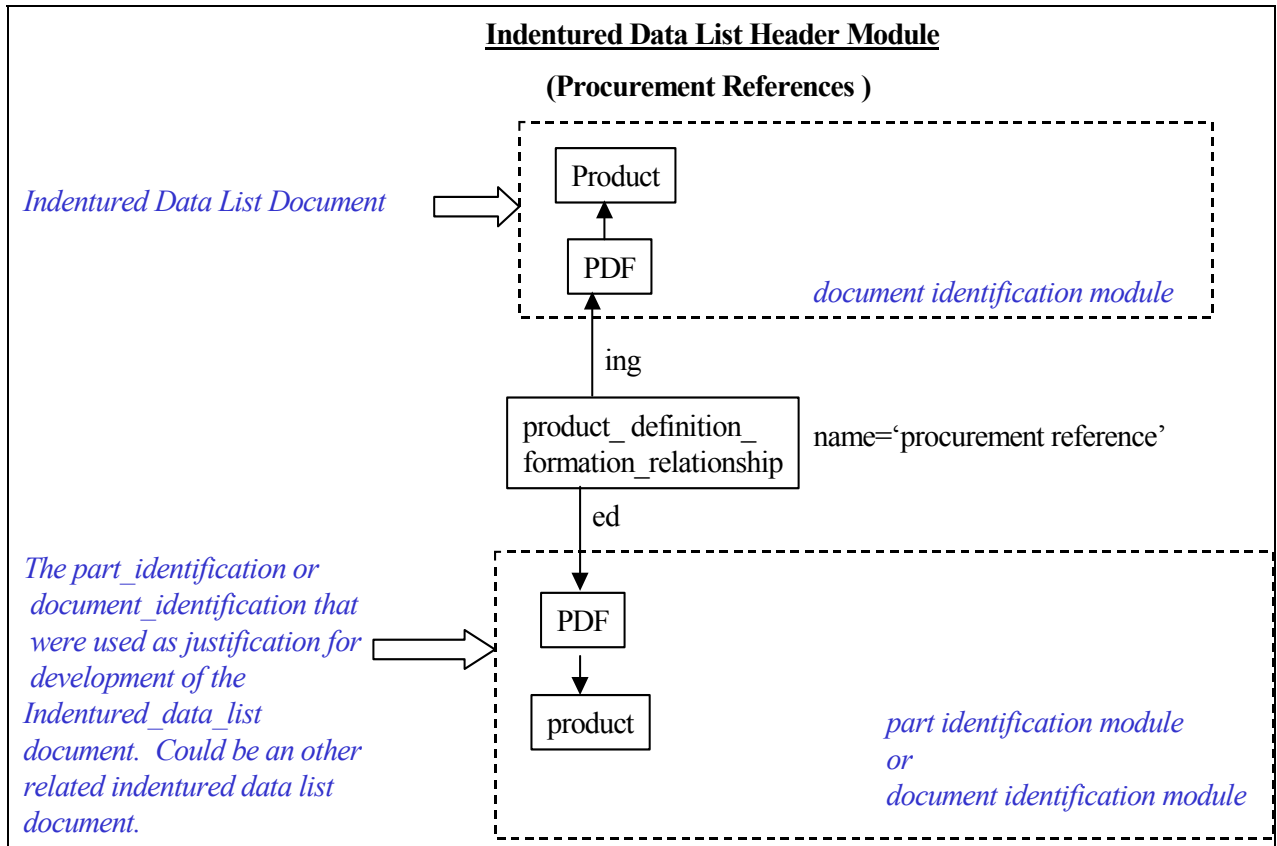 Indentured Data List Header Module
(Procurement References )
Product
Indentured Data List Document
PDF
document identification module
ing
product_ definition_
formation_relationship
name=‘procurement reference’
ed
The part_identification or
document_identification that
were used as justification for
development of the
Indentured_data_list
document. Could be an other
related indentured data list
document.
PDF
product
part identification module
or
document identification module